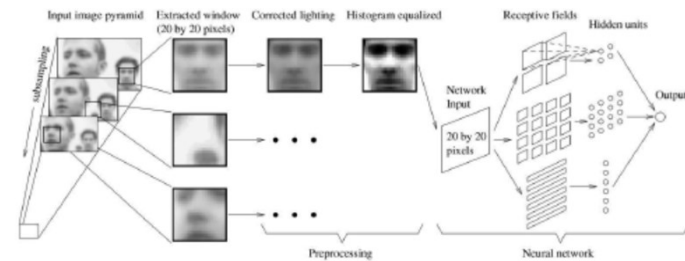 Input image pyramid
Extracted window
(20 by 20 pixels)
Corrected lighting
Histogram equalized
Receptive fields
Hidden units
subsampling
Network
Input
20 by 20
pixels
Output
Preprocessing
Neural network